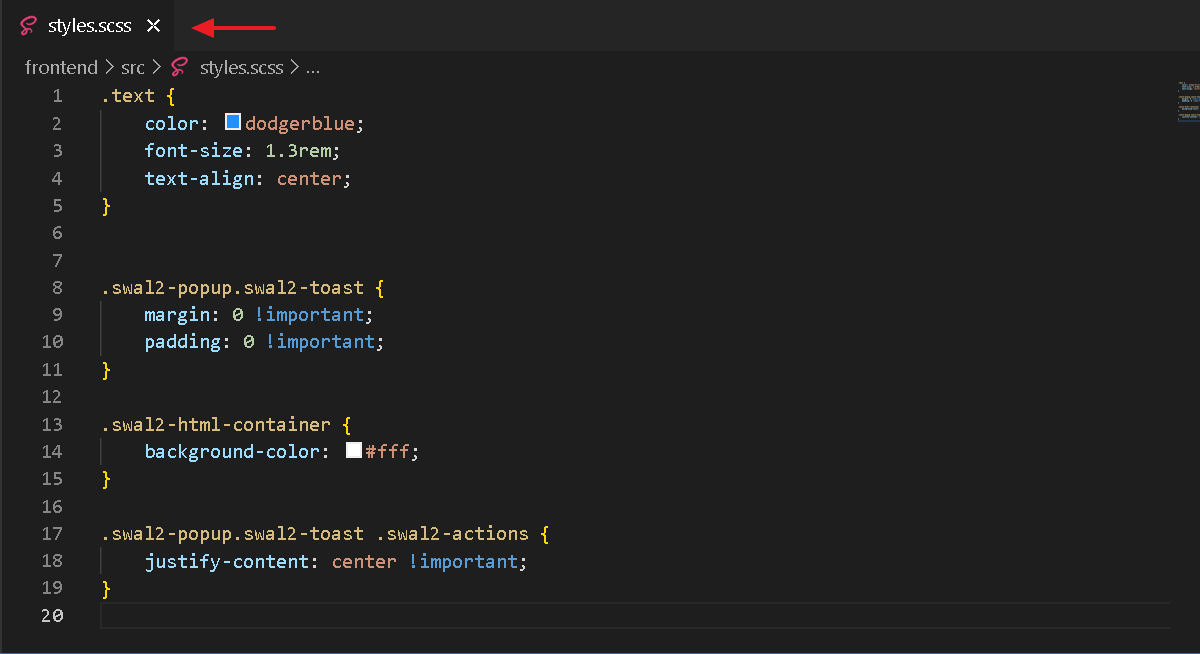 styles.scss
frontend > src > styles.scss > ...
1 .text {
2     color: dodgerblue;
3     font-size: 1.3rem;
4     text-align: center;
5 }
6
7
8 .swal2-popup.swal2-toast {
9     margin: 0 !important;
10     padding: 0 !important;
11 }
12
13 .swal2-html-container {
14     background-color: #fff;
15 }
16
17 .swal2-popup.swal2-toast .swal2-actions {
18     justify-content: center !important;
19 }
20